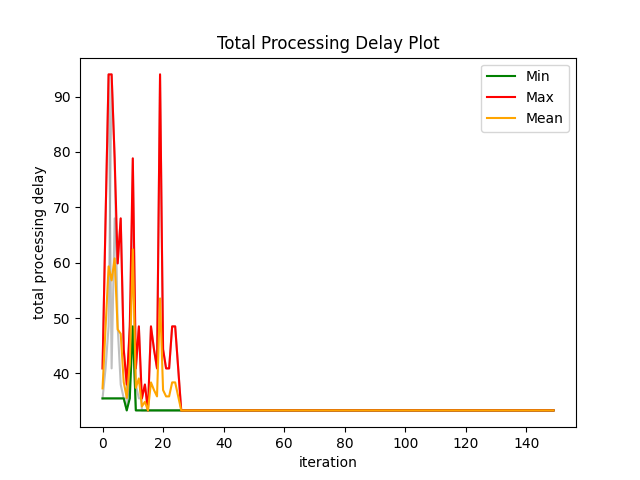 Total Processing Delay Plot
Min
Max
Mean
total processing delay
90
80
70
60
50
40
0 20 40 60 80 100 120 140
iteration